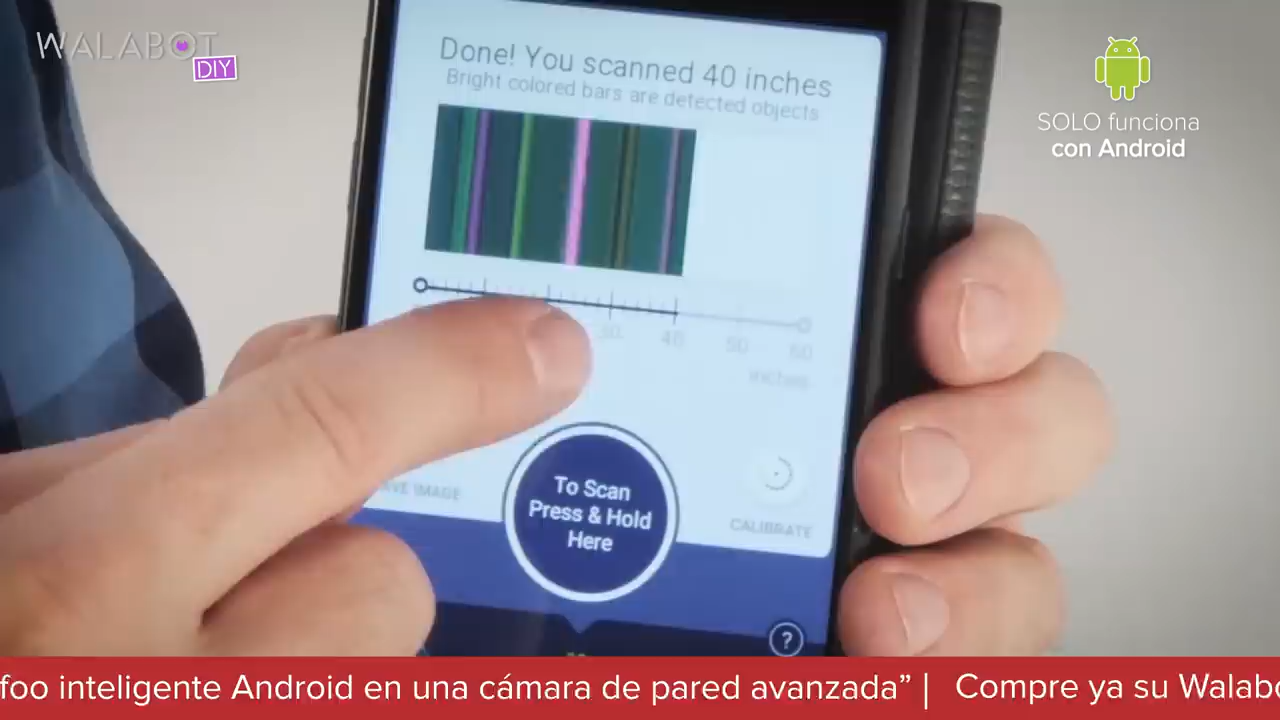 WALABOT
DIY
SOLO funciona
con Android
Done! You scanned 40 inches
Bright colored bars are detected objects
30 40 50 60
inches
IMAGE
To Scan
Press & Hold
Here
CALIBRATE
?
foo inteligente Android en una cámara de pared avanzada” | Compre ya su Walabo